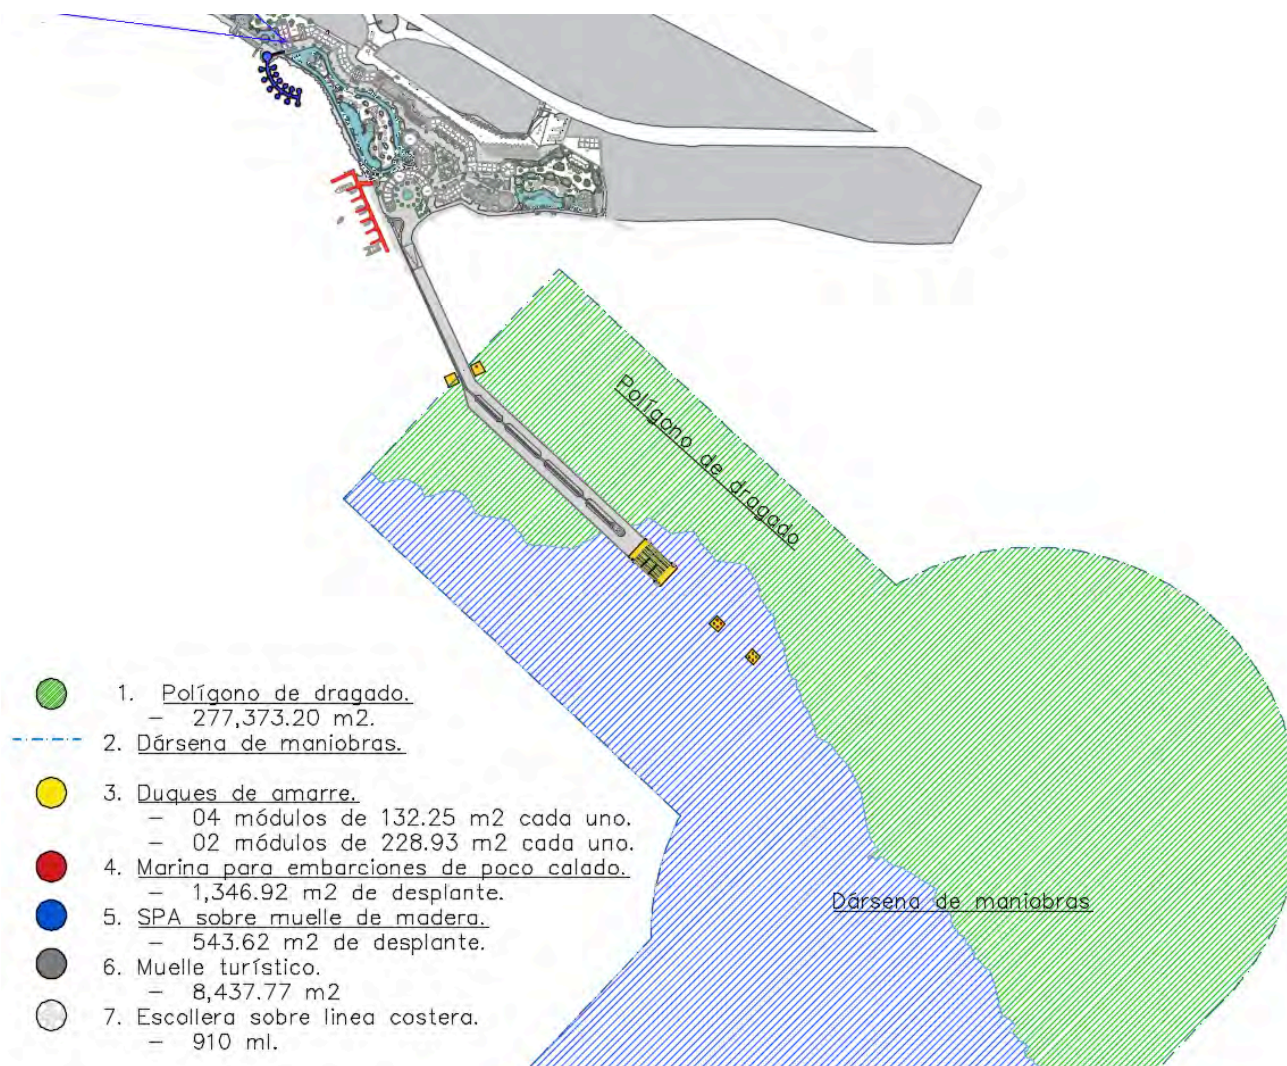 Polígono de dragado
1. Polígono de dragado.
- 277,373.20 m2.
2. Dársena de maniobras.
3. Duques de amarre.
- 04 módulos de 132.25 m2 cada uno.
- 02 módulos de 228.93 m2 cada uno.
4. Marina para embarciones de poco calado.
- 1,346.92 m2 de desplante.
5. SPA sobre muelle de madera.
- 543.62 m2 de desplante.
6. Muelle turístico.
- 8,437.77 m2
7. Escollera sobre linea costera.
- 910 ml.
Dársena de maniobras